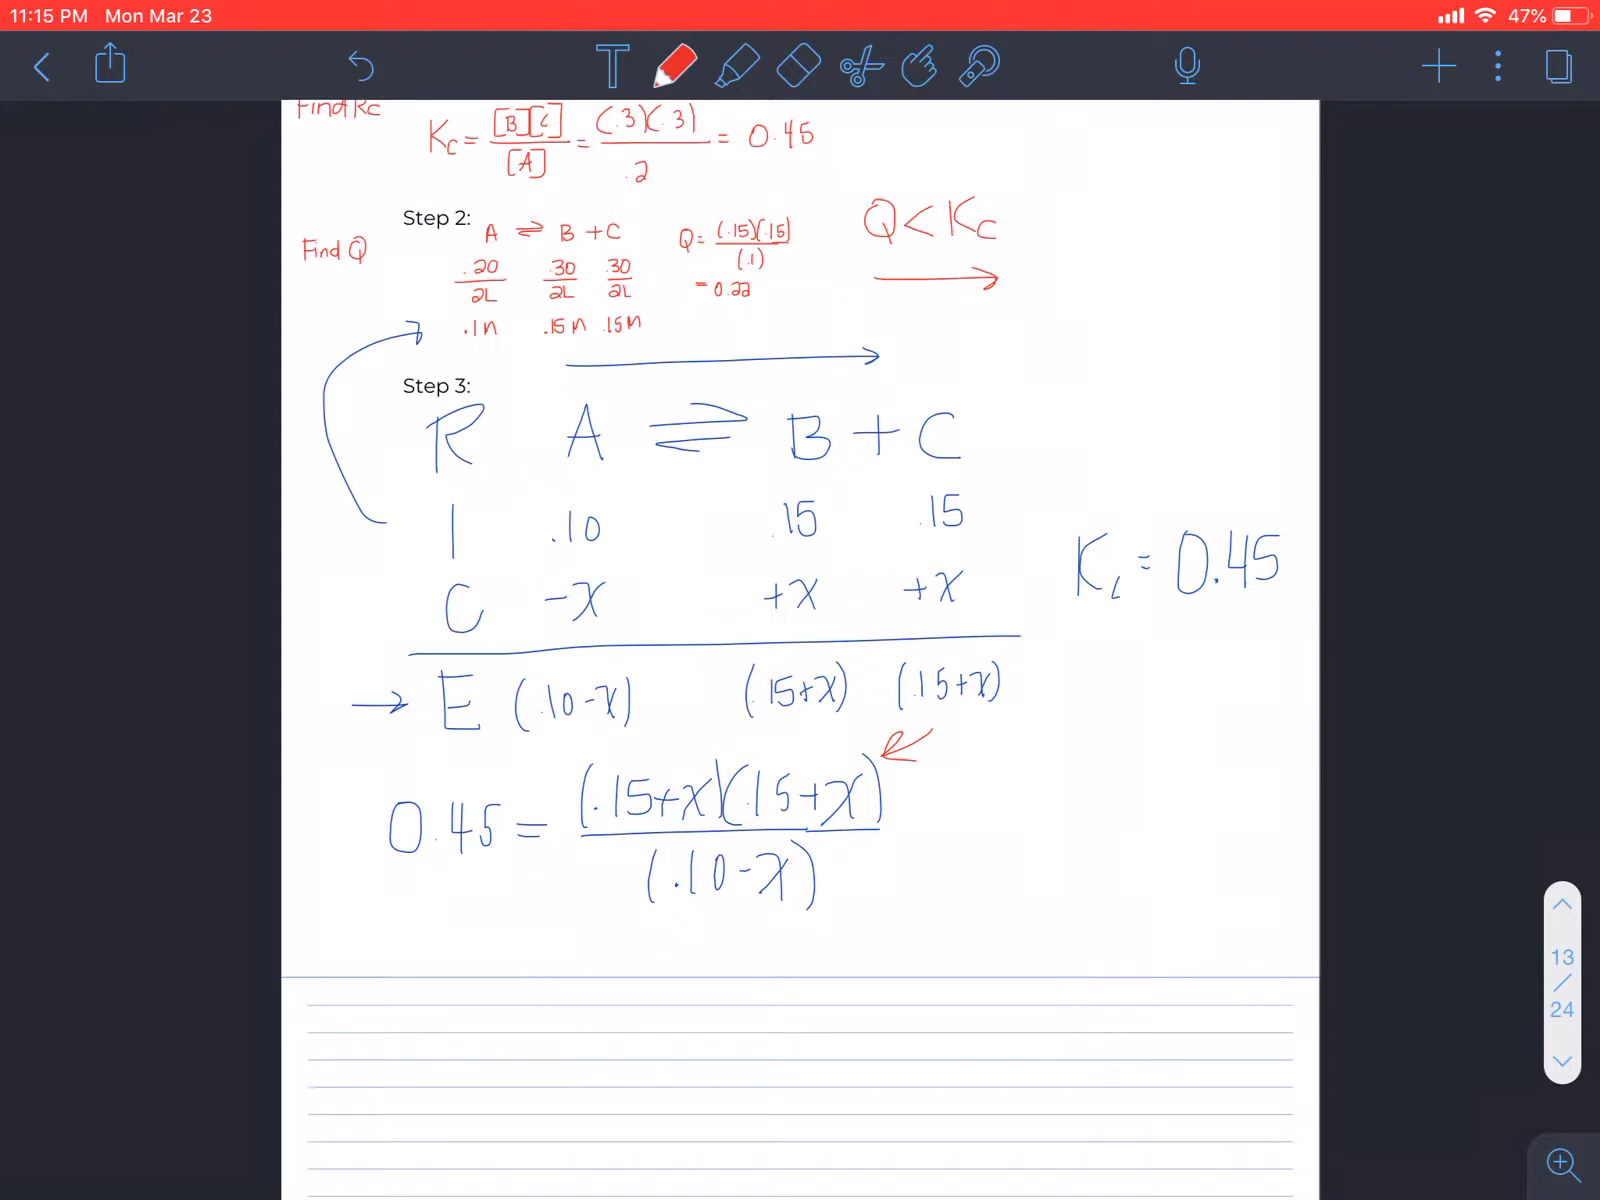 11:15 PM Mon Mar 23 47%
Find Kc
Kc = [B][C] / [A] = (.3)(.3) / .2 = 0.45
Step 2:
Find Q
A ⇌ B + C
.20 / 2L .30 / 2L .30 / 2L
.1M .15M .15M
Q = (.15)(.15) / (.1)
= 0.22
Q < Kc
Step 3:
R A ⇌ B + C
I .10 .15 .15
C -x +x +x
Kc = 0.45
→ E (.10-x) (.15+x) (.15+x)
0.45 = (.15+x)(.15+x) / (.10-x)
13
/
24